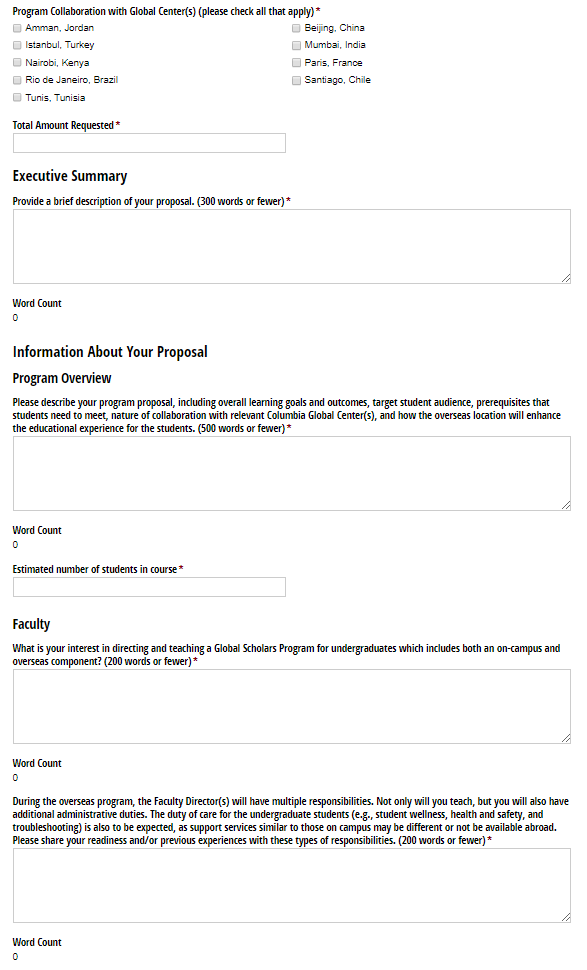 Program Collaboration with Global Center(s) (please check all that apply) *
Amman, Jordan
Beijing, China
Istanbul, Turkey
Mumbai, India
Nairobi, Kenya
Paris, France
Rio de Janeiro, Brazil
Santiago, Chile
Tunis, Tunisia
Total Amount Requested *
Executive Summary
Provide a brief description of your proposal. (300 words or fewer) *
Word Count
0
Information About Your Proposal
Program Overview
Please describe your program proposal, including overall learning goals and outcomes, target student audience, prerequisites that
students need to meet, nature of collaboration with relevant Columbia Global Center(s), and how the overseas location will enhance
the educational experience for the students. (500 words or fewer) *
Word Count
0
Estimated number of students in course *
Faculty
What is your interest in directing and teaching a Global Scholars Program for undergraduates which includes both an on-campus and
overseas component? (200 words or fewer) *
Word Count
0
During the overseas program, the Faculty Director(s) will have multiple responsibilities. Not only will you teach, but you will also have
additional administrative duties. The duty of care for the undergraduate students (e.g., student wellness, health and safety, and
troubleshooting) is also to be expected, as support services similar to those on campus may be different or not be available abroad.
Please share your readiness and/or previous experiences with these types of responsibilities. (200 words or fewer) *
Word Count
0